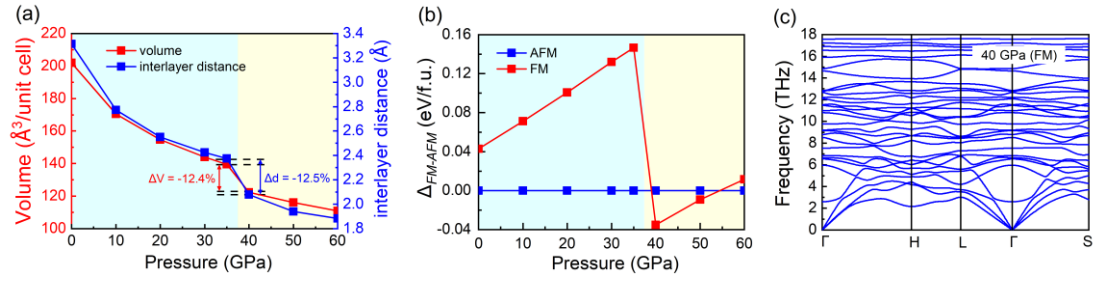 (a)
volume
interlayer distance
ΔV = -12.4%
Δd = -12.5%
Volume (Å³/unit cell)
220
200
180
160
140
120
100
interlayer distance (Å)
3.4
3.2
3.0
2.8
2.6
2.4
2.2
2.0
1.8
0 10 20 30 40 50 60
Pressure (GPa)
(b)
AFM
FM
ΔFM-AFM (eV/f.u.)
0.16
0.12
0.08
0.04
0.00
-0.04
0 10 20 30 40 50 60
Pressure (GPa)
(c)
40 GPa (FM)
Frequency (THz)
18
16
14
12
10
8
6
4
2
0
Γ H L Γ S